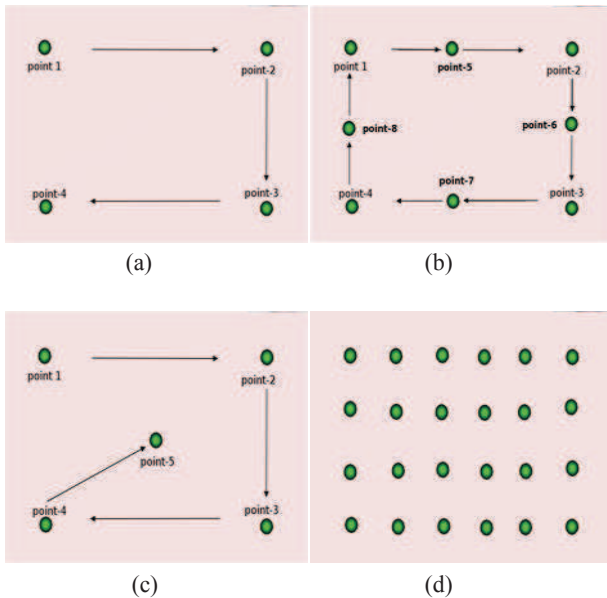 point 1
point-2
point-4
point-3
(a)
point 1
point-5
point-2
point-8
point-6
point-4
point-7
point-3
(b)
point 1
point-2
point-5
point-4
point-3
(c)
(d)